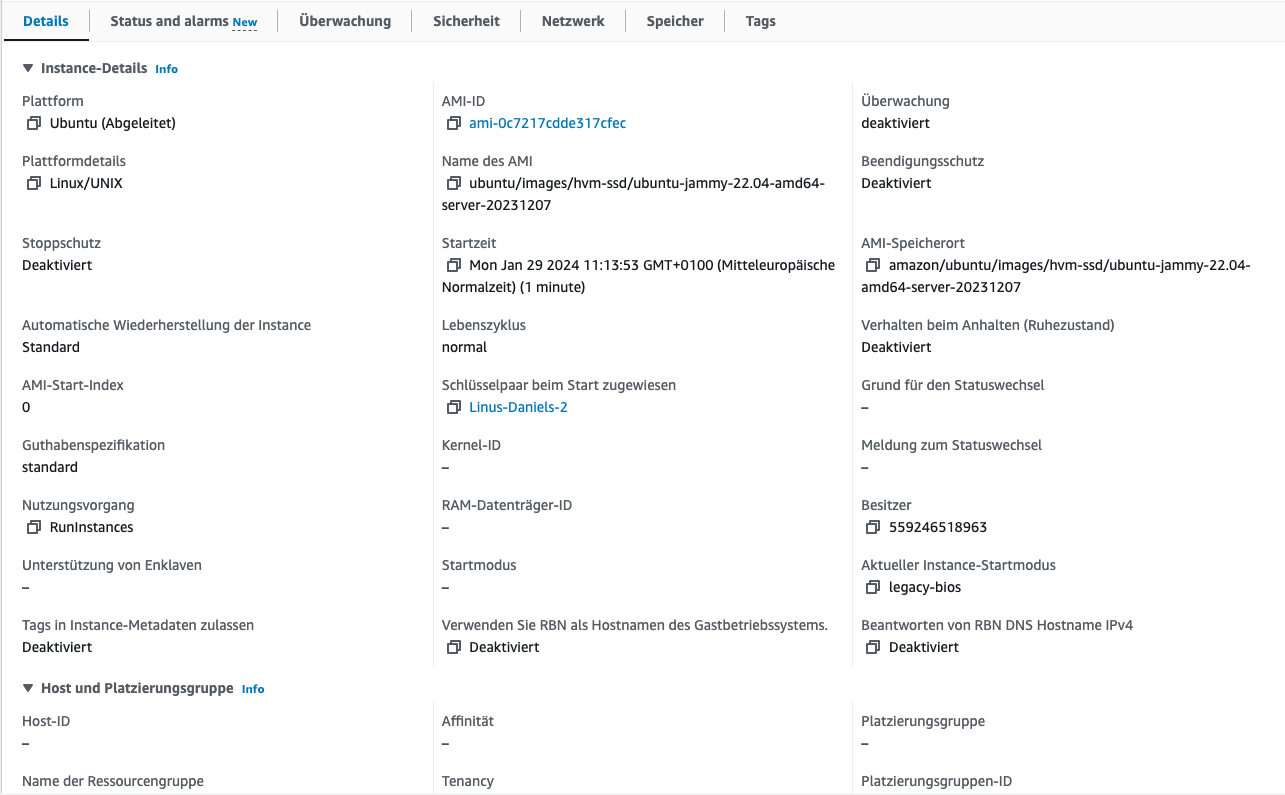 Details
Status and alarms New
Überwachung
Sicherheit
Netzwerk
Speicher
Tags
Instance-Details Info
Plattform
Ubuntu (Abgeleitet)
AMI-ID
ami-0c7217cdde317cfec
Überwachung
deaktiviert
Plattformdetails
Linux/UNIX
Name des AMI
ubuntu/images/hvm-ssd/ubuntu-jammy-22.04-amd64-
server-20231207
Beendigungsschutz
Deaktiviert
Stoppschutz
Deaktiviert
Startzeit
Mon Jan 29 2024 11:13:53 GMT+0100 (Mitteleuropäische
Normalzeit) (1 minute)
AMI-Speicherort
amazon/ubuntu/images/hvm-ssd/ubuntu-jammy-22.04-
amd64-server-20231207
Automatische Wiederherstellung der Instance
Standard
Lebenszyklus
normal
Verhalten beim Anhalten (Ruhezustand)
Deaktiviert
AMI-Start-Index
0
Schlüsselpaar beim Start zugewiesen
Linus-Daniels-2
Grund für den Statuswechsel
–
Guthabenspezifikation
standard
Kernel-ID
–
Meldung zum Statuswechsel
–
Nutzungsvorgang
RunInstances
RAM-Datenträger-ID
–
Besitzer
559246518963
Unterstützung von Enklaven
–
Startmodus
–
Aktueller Instance-Startmodus
legacy-bios
Tags in Instance-Metadaten zulassen
Deaktiviert
Verwenden Sie RBN als Hostnamen des Gastbetriebssystems.
Deaktiviert
Beantworten von RBN DNS Hostname IPv4
Deaktiviert
Host und Platzierungsgruppe Info
Host-ID
–
Affinität
–
Platzierungsgruppe
–
Name der Ressourcengruppe
Tenancy
Platzierungsgruppen-ID